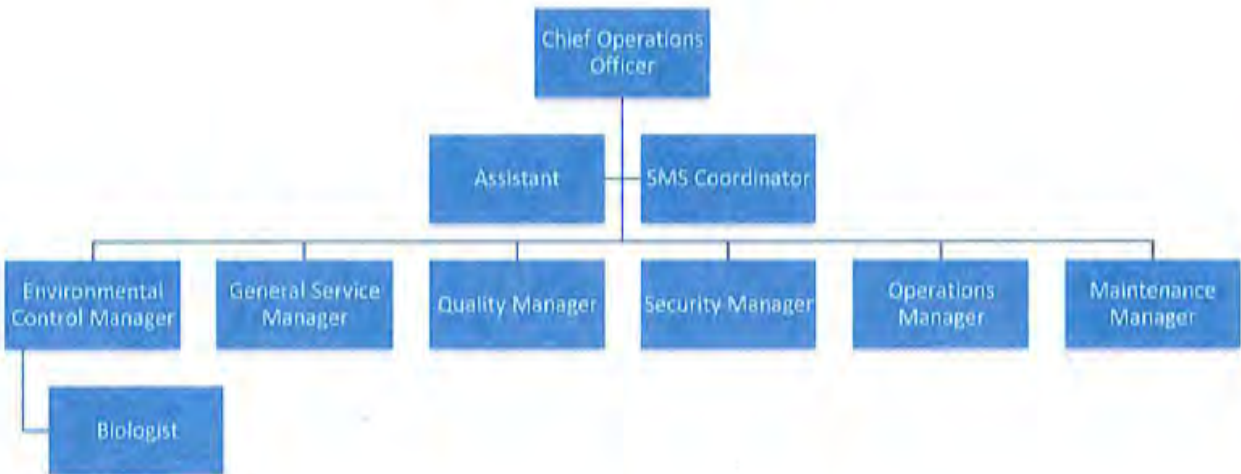 Chief Operations
Officer
Assistant
SMS Coordinator
Environmental
Control Manager
General Service
Manager
Quality Manager
Security Manager
Operations
Manager
Maintenance
Manager
Biologist